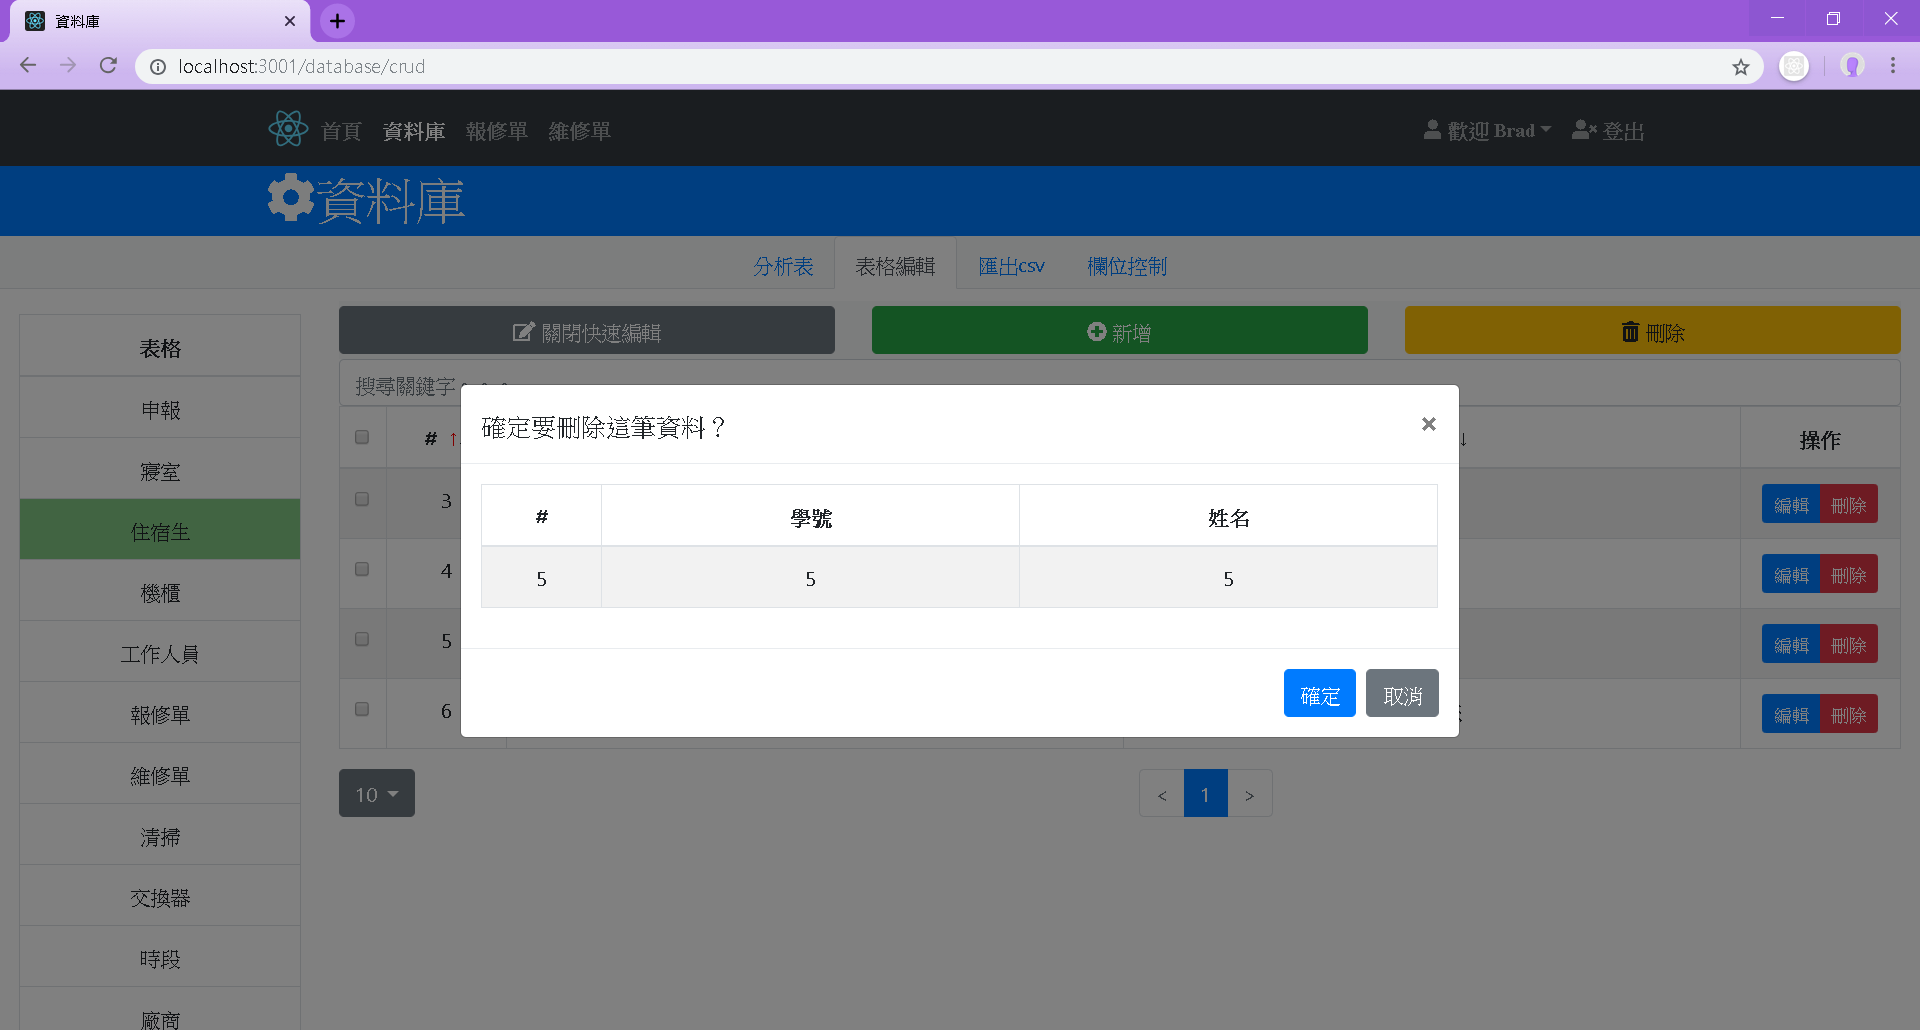 資料庫
localhost:3001/database/crud
首頁 資料庫 報修單 維修單 歡迎 Brad 登出
資料庫
分析表 表格編輯 匯出csv 欄位控制
關閉快速編輯 新增 刪除
表格
申報
寢室
住宿生
機櫃
工作人員
報修單
維修單
清掃
交換器
時段
廠商
搜尋關鍵字
# ↑ ↓ 操作
3 編輯 刪除
4 編輯 刪除
5 編輯 刪除
6 編輯 刪除
確定要刪除這筆資料？ ×
# 學號 姓名
5 5 5
確定 取消
10 < 1 >